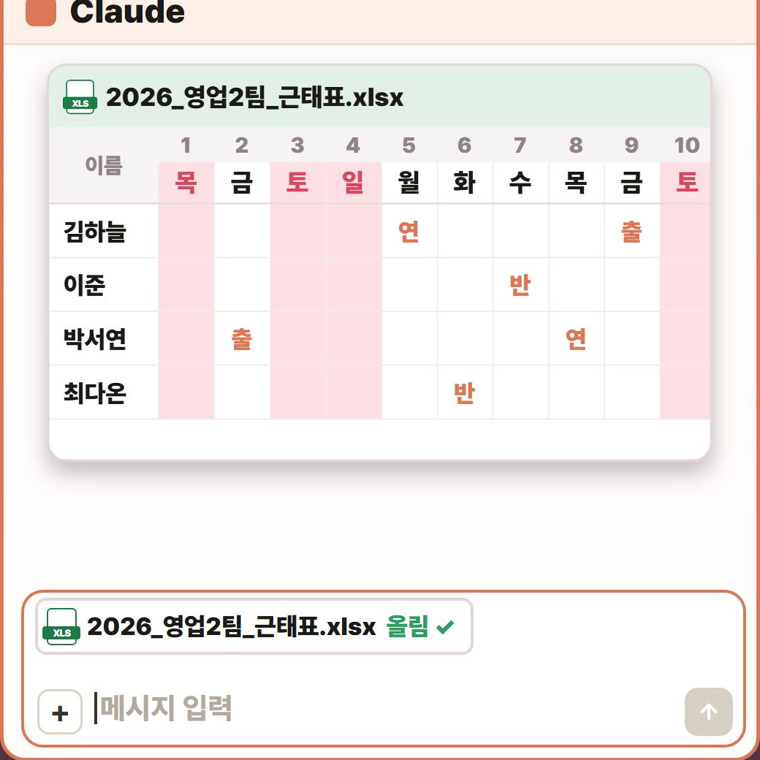 Claude
XLS 2026_영업2팀_근태표.xlsx
이름 1 2 3 4 5 6 7 8 9 10
목 금 토 일 월 화 수 목 금 토
김하늘 연 출
이준 반
박서연 출 연
최다온 반
XLS 2026_영업2팀_근태표.xlsx 올림 ✓
+ 메시지 입력